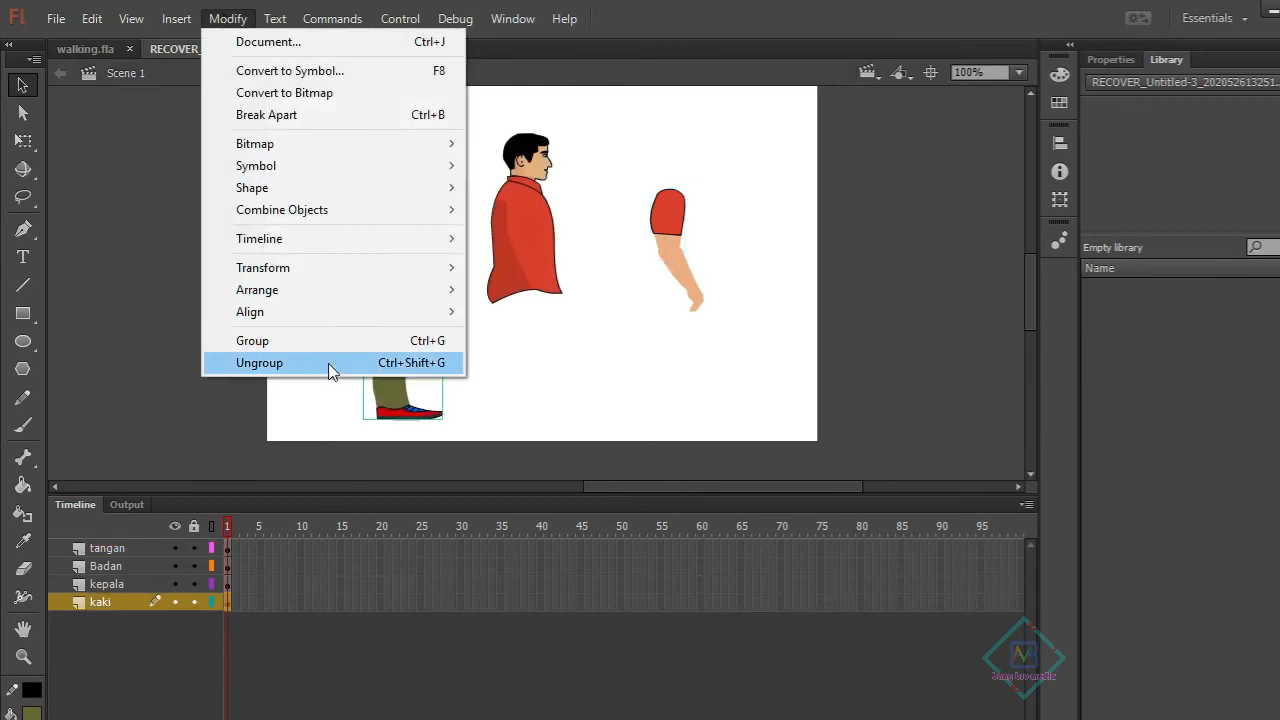 Fl File Edit View Insert Modify Text Commands Control Debug Window Help Essentials
walking.fla × RECOVER_
Scene 1 100%
Properties Library
RECOVER_Untitled-3_202052613251...
Document... Ctrl+J
Convert to Symbol... F8
Convert to Bitmap
Break Apart Ctrl+B
Bitmap
Symbol
Shape
Combine Objects
Timeline
Transform
Arrange
Align
Group Ctrl+G
Ungroup Ctrl+Shift+G
Empty library
Name
Timeline Output
1 5 10 15 20 25 30 35 40 45 50 55 60 65 70 75 80 85 90 95
tangan
Badan
kepala
kaki